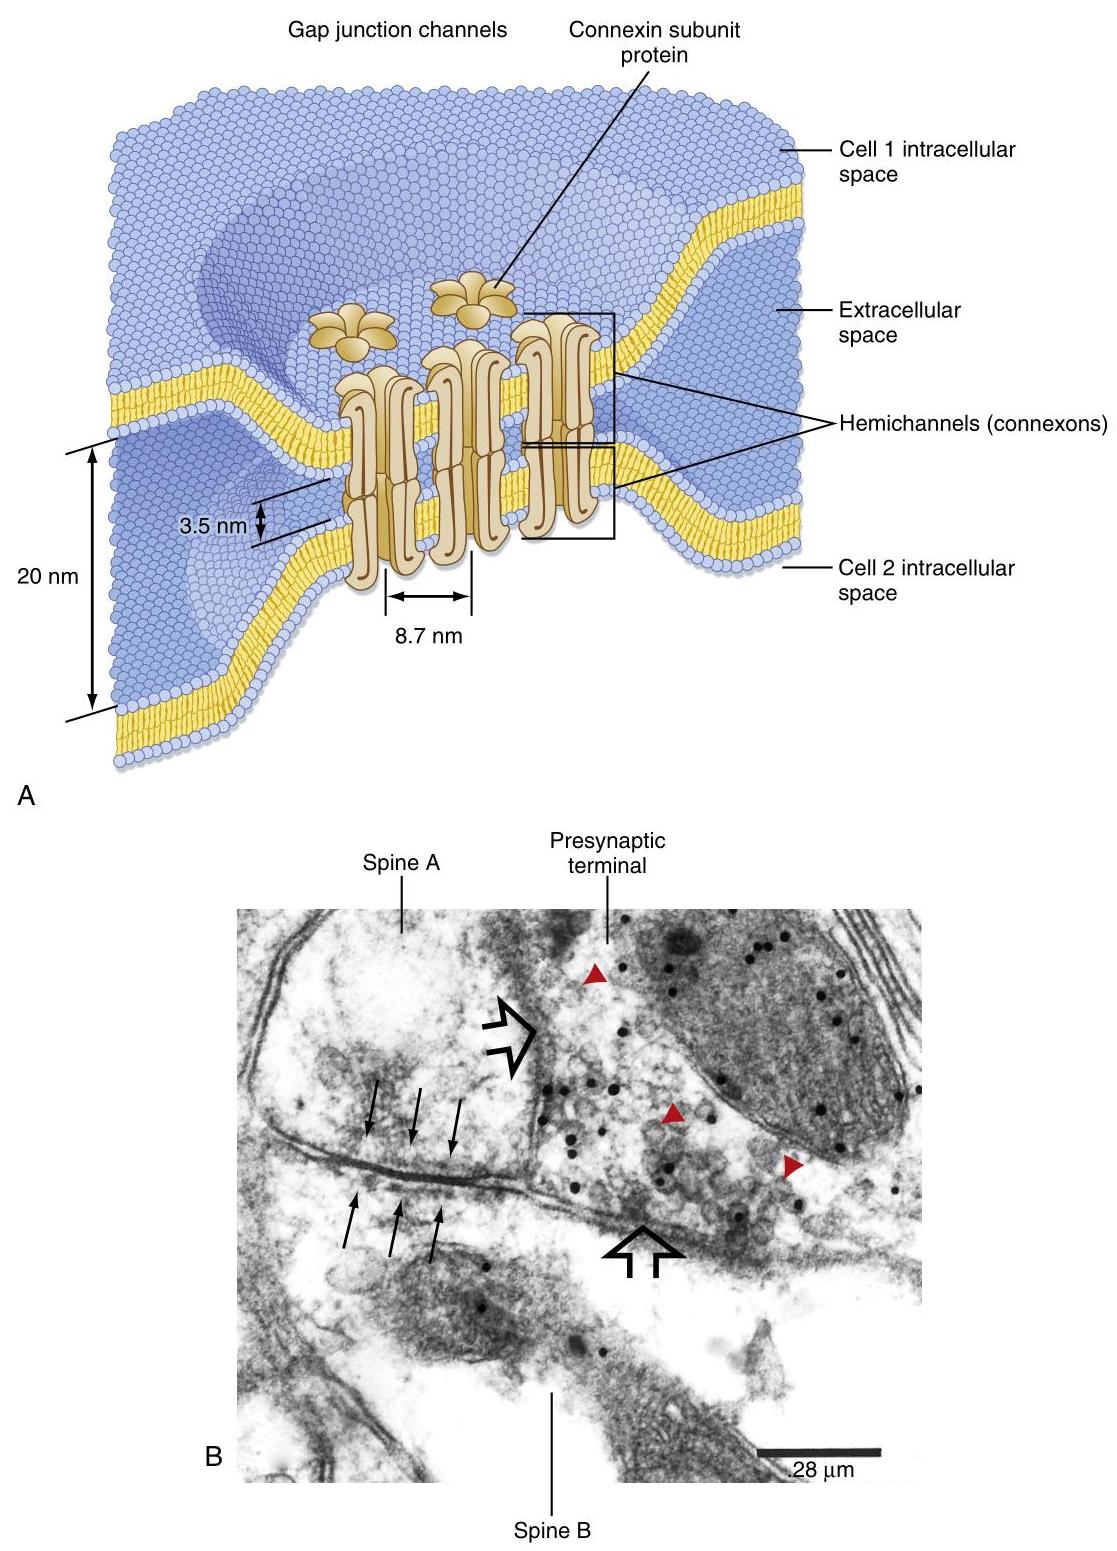 Gap junction channels
Connexin subunit
protein
Cell 1 intracellular
space
Extracellular
space
Hemichannels (connexons)
3.5 nm
20 nm
Cell 2 intracellular
space
8.7 nm
A
Presynaptic
terminal
Spine A
B
.28 μm
Spine B